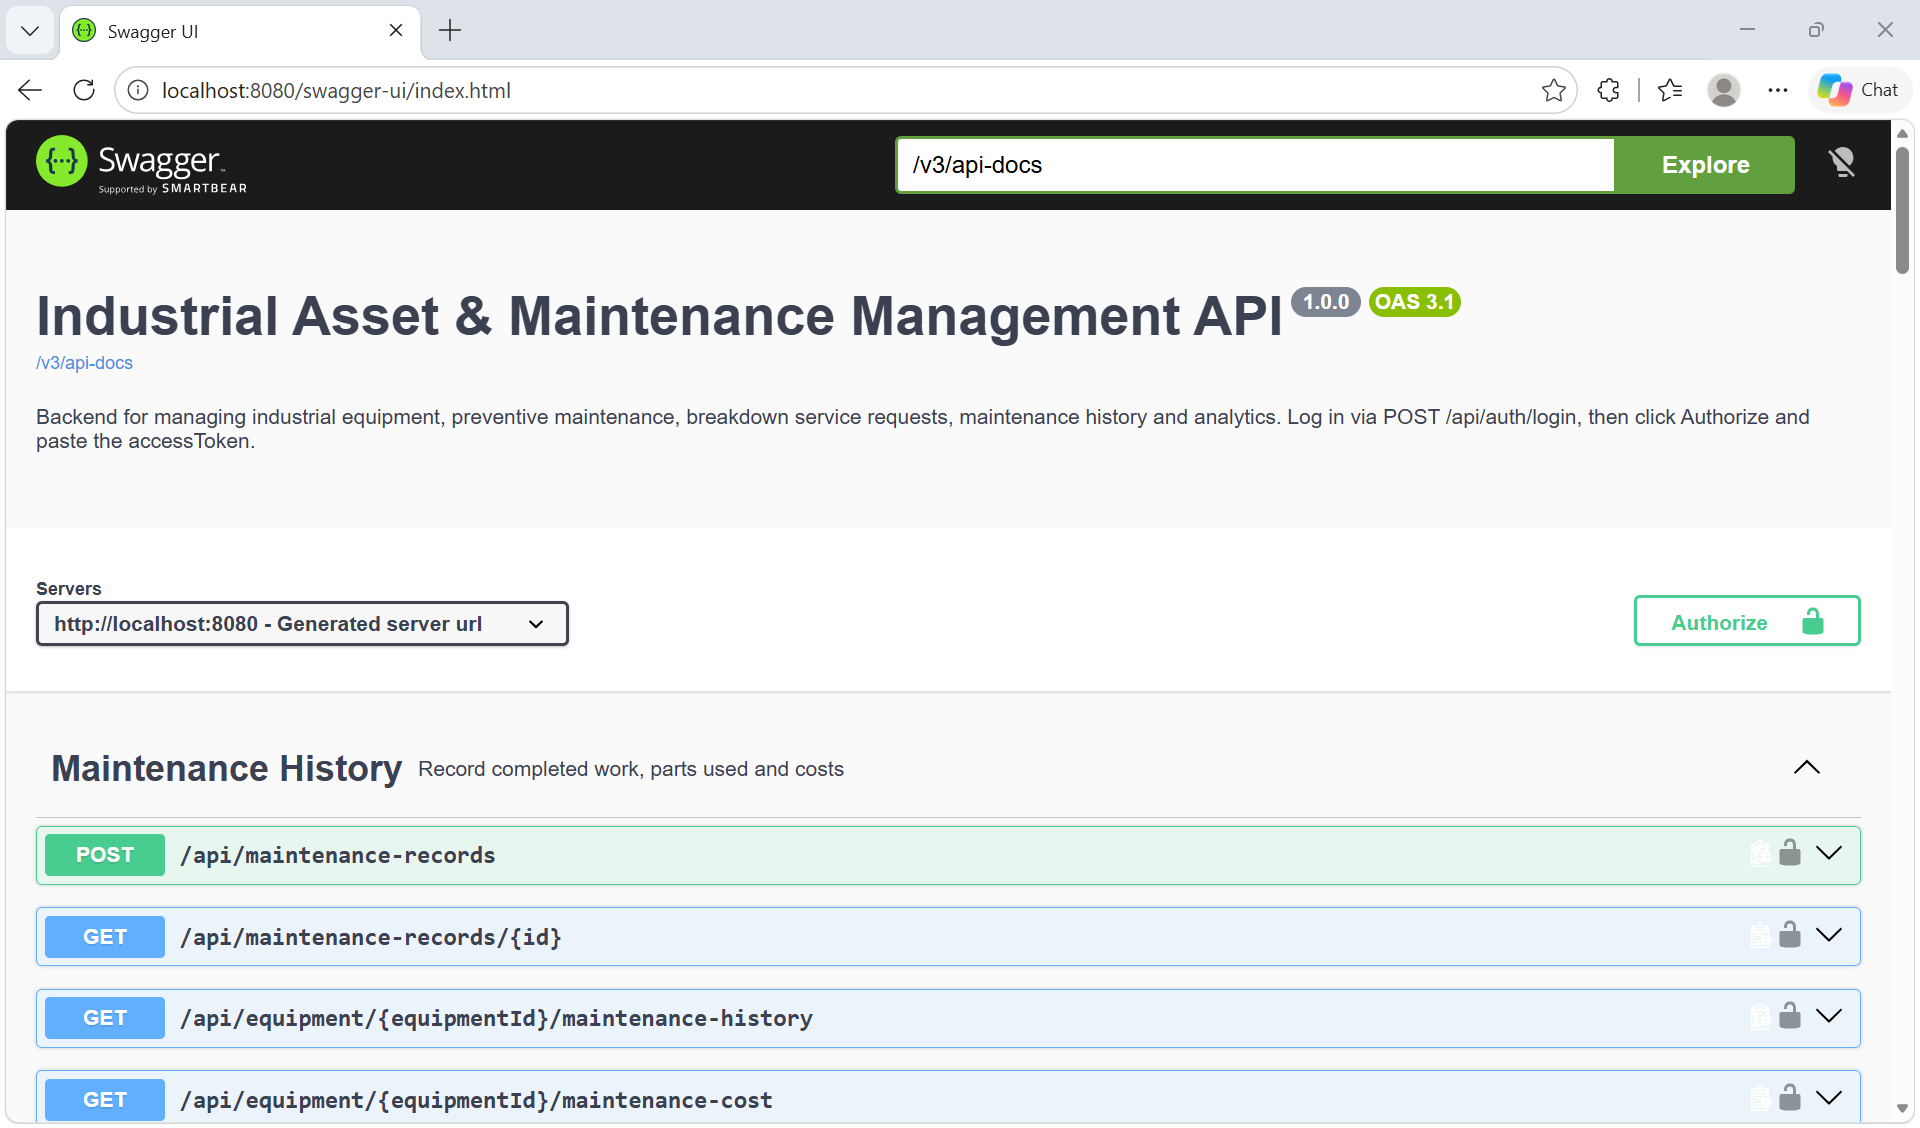 Swagger UI
localhost:8080/swagger-ui/index.html
Chat
Swagger
Supported by SMARTBEAR
/v3/api-docs
Explore
Industrial Asset & Maintenance Management API 1.0.0 OAS 3.1
/v3/api-docs
Backend for managing industrial equipment, preventive maintenance, breakdown service requests, maintenance history and analytics. Log in via POST /api/auth/login, then click Authorize and
paste the accessToken.
Servers
http://localhost:8080 - Generated server url
Authorize
Maintenance History Record completed work, parts used and costs
POST /api/maintenance-records
GET /api/maintenance-records/{id}
GET /api/equipment/{equipmentId}/maintenance-history
GET /api/equipment/{equipmentId}/maintenance-cost